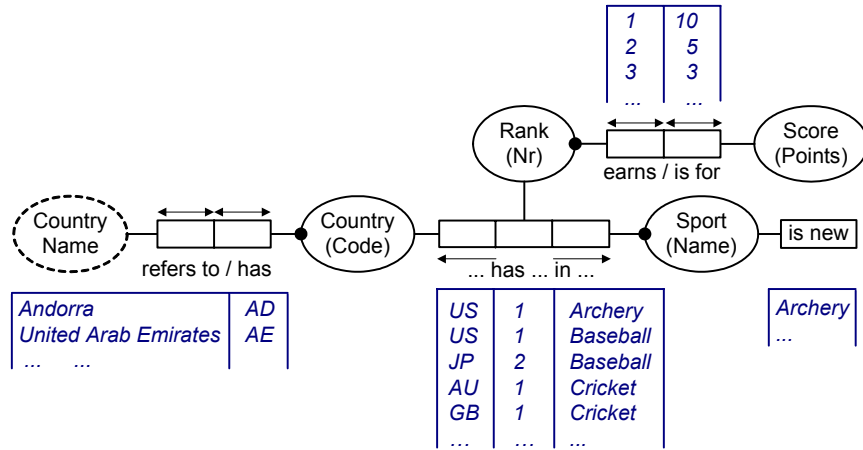 1 10
2 5
3 3
... ...
Rank
(Nr)
Score
(Points)
earns / is for
Country
Name
Country
(Code)
Sport
(Name)
is new
refers to / has
... has ... in ...
Andorra AD
United Arab Emirates AE
... ...
US 1 Archery
US 1 Baseball
JP 2 Baseball
AU 1 Cricket
GB 1 Cricket
... ... ...
Archery
...